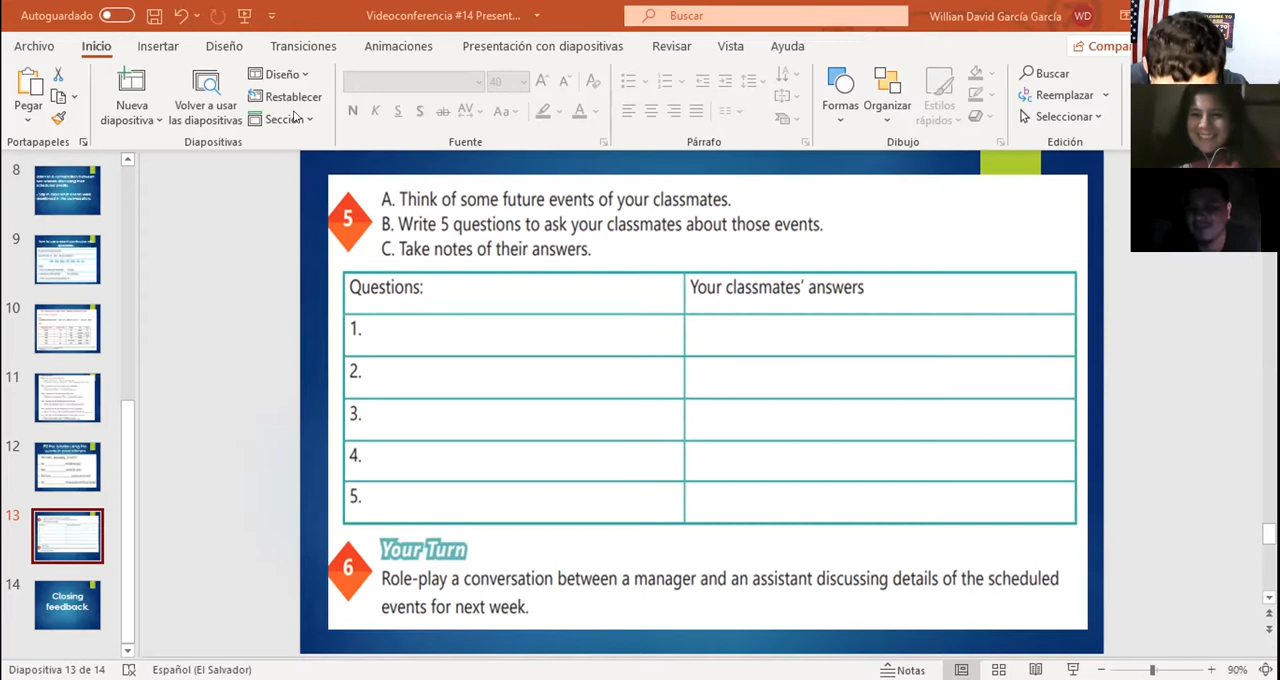 Autoguardado
Videoconferencia #14 Present...
Buscar
Willian David García García
WD
Archivo
Inicio
Insertar
Diseño
Transiciones
Animaciones
Presentación con diapositivas
Revisar
Vista
Ayuda
Compar
Pegar
Portapapeles
Nueva
diapositiva
Volver a usar
las diapositivas
Diseño
Restablecer
Sección
Diapositivas
40
N K S S ab AV Aa A
Fuente
Párrafo
Formas
Organizar
Estilos
rápidos
Dibujo
Buscar
Reemplazar
Seleccionar
Edición
8
9
10
11
12
13
14
Closing
feedback.
5
A. Think of some future events of your classmates.
B. Write 5 questions to ask your classmates about those events.
C. Take notes of their answers.
Questions:
Your classmates' answers
1.
2.
3.
4.
5.
6
Your Turn
Role-play a conversation between a manager and an assistant discussing details of the scheduled
events for next week.
Diapositiva 13 de 14
Español (El Salvador)
Notas
90%